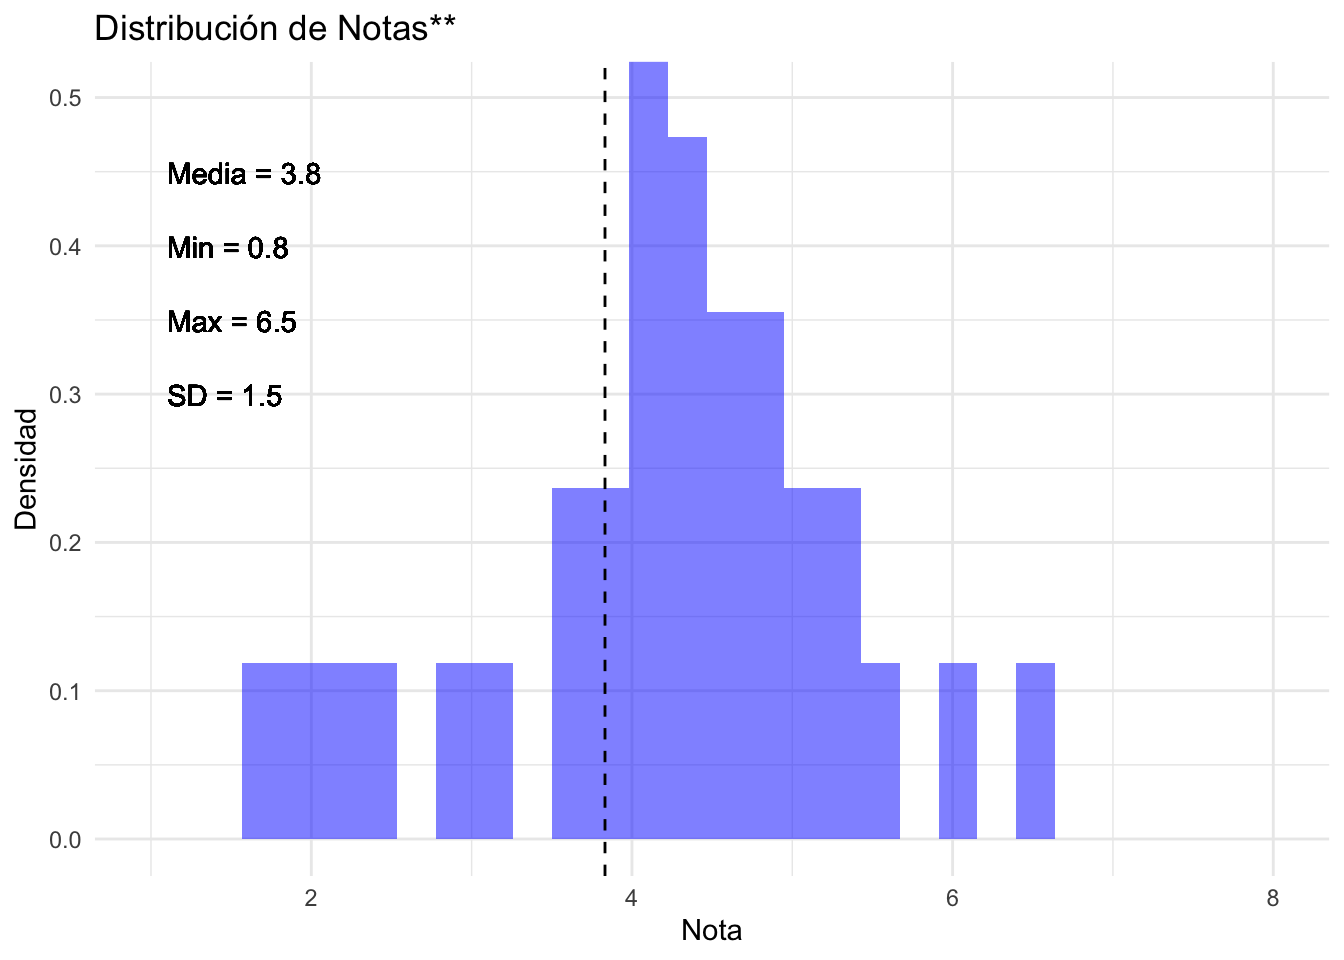 Distribución de Notas**
0.5
Media = 3.8
0.4
Min = 0.8
Max = 6.5
0.3
SD = 1.5
Densidad
0.2
0.1
0.0
2 4 6 8
Nota